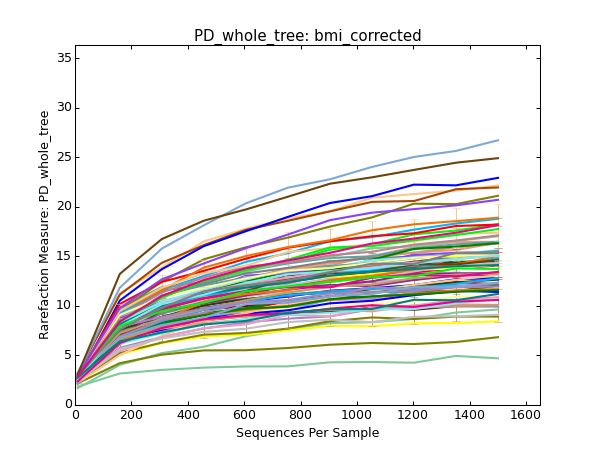 PD_whole_tree: bmi_corrected
Rarefaction Measure: PD_whole_tree
35
30
25
20
15
10
5
0
0 200 400 600 800 1000 1200 1400 1600
Sequences Per Sample